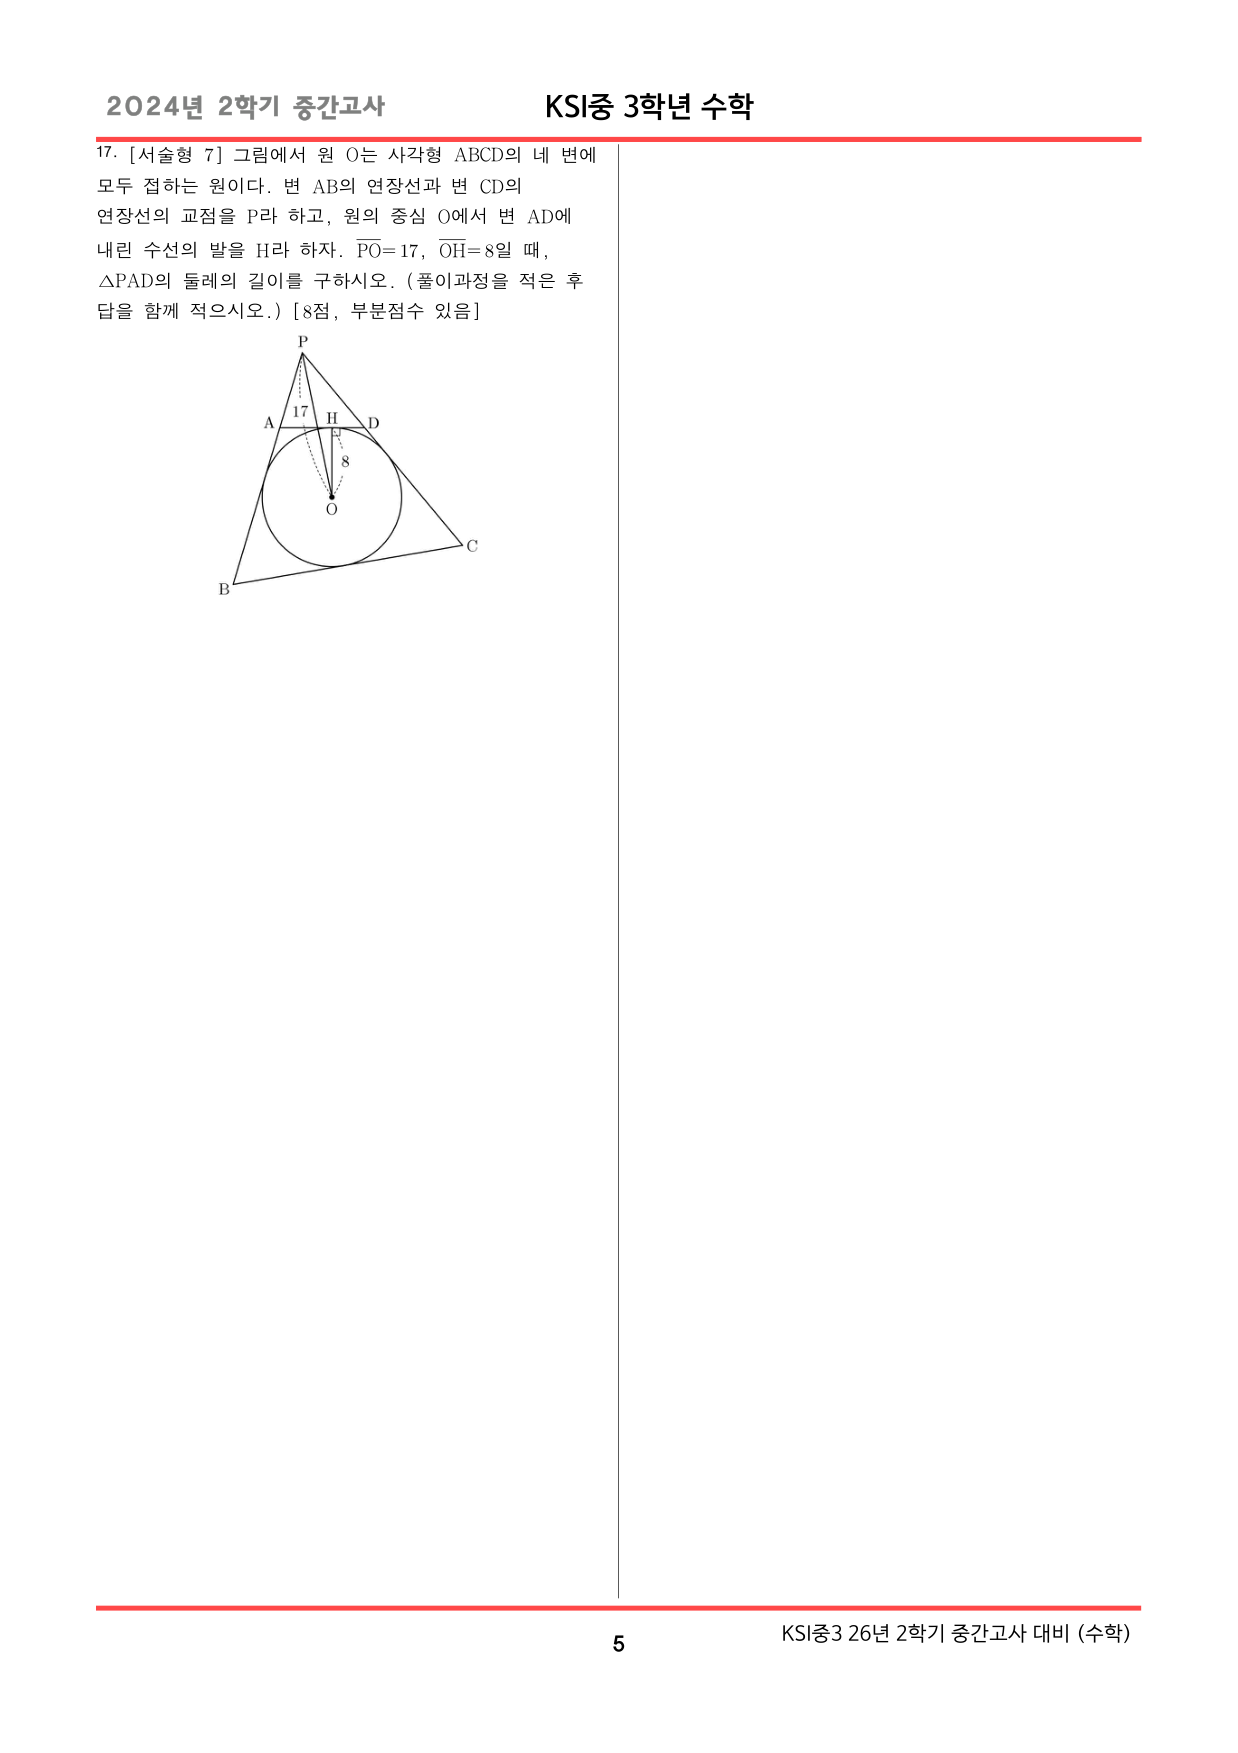 2024년 2학기 중간고사
KSI중 3학년 수학
17. [서술형 7] 그림에서 원 O는 사각형 ABCD의 네 변에
모두 접하는 원이다. 변 AB의 연장선과 변 CD의
연장선의 교점을 P라 하고, 원의 중심 O에서 변 AD에
내린 수선의 발을 H라 하자. PO=17, OH=8일 때,
△PAD의 둘레의 길이를 구하시오. (풀이과정을 적은 후
답을 함께 적으시오.) [8점, 부분점수 있음]
P
A 17 H D
8
O
C
B
5
KSI중3 26년 2학기 중간고사 대비 (수학)